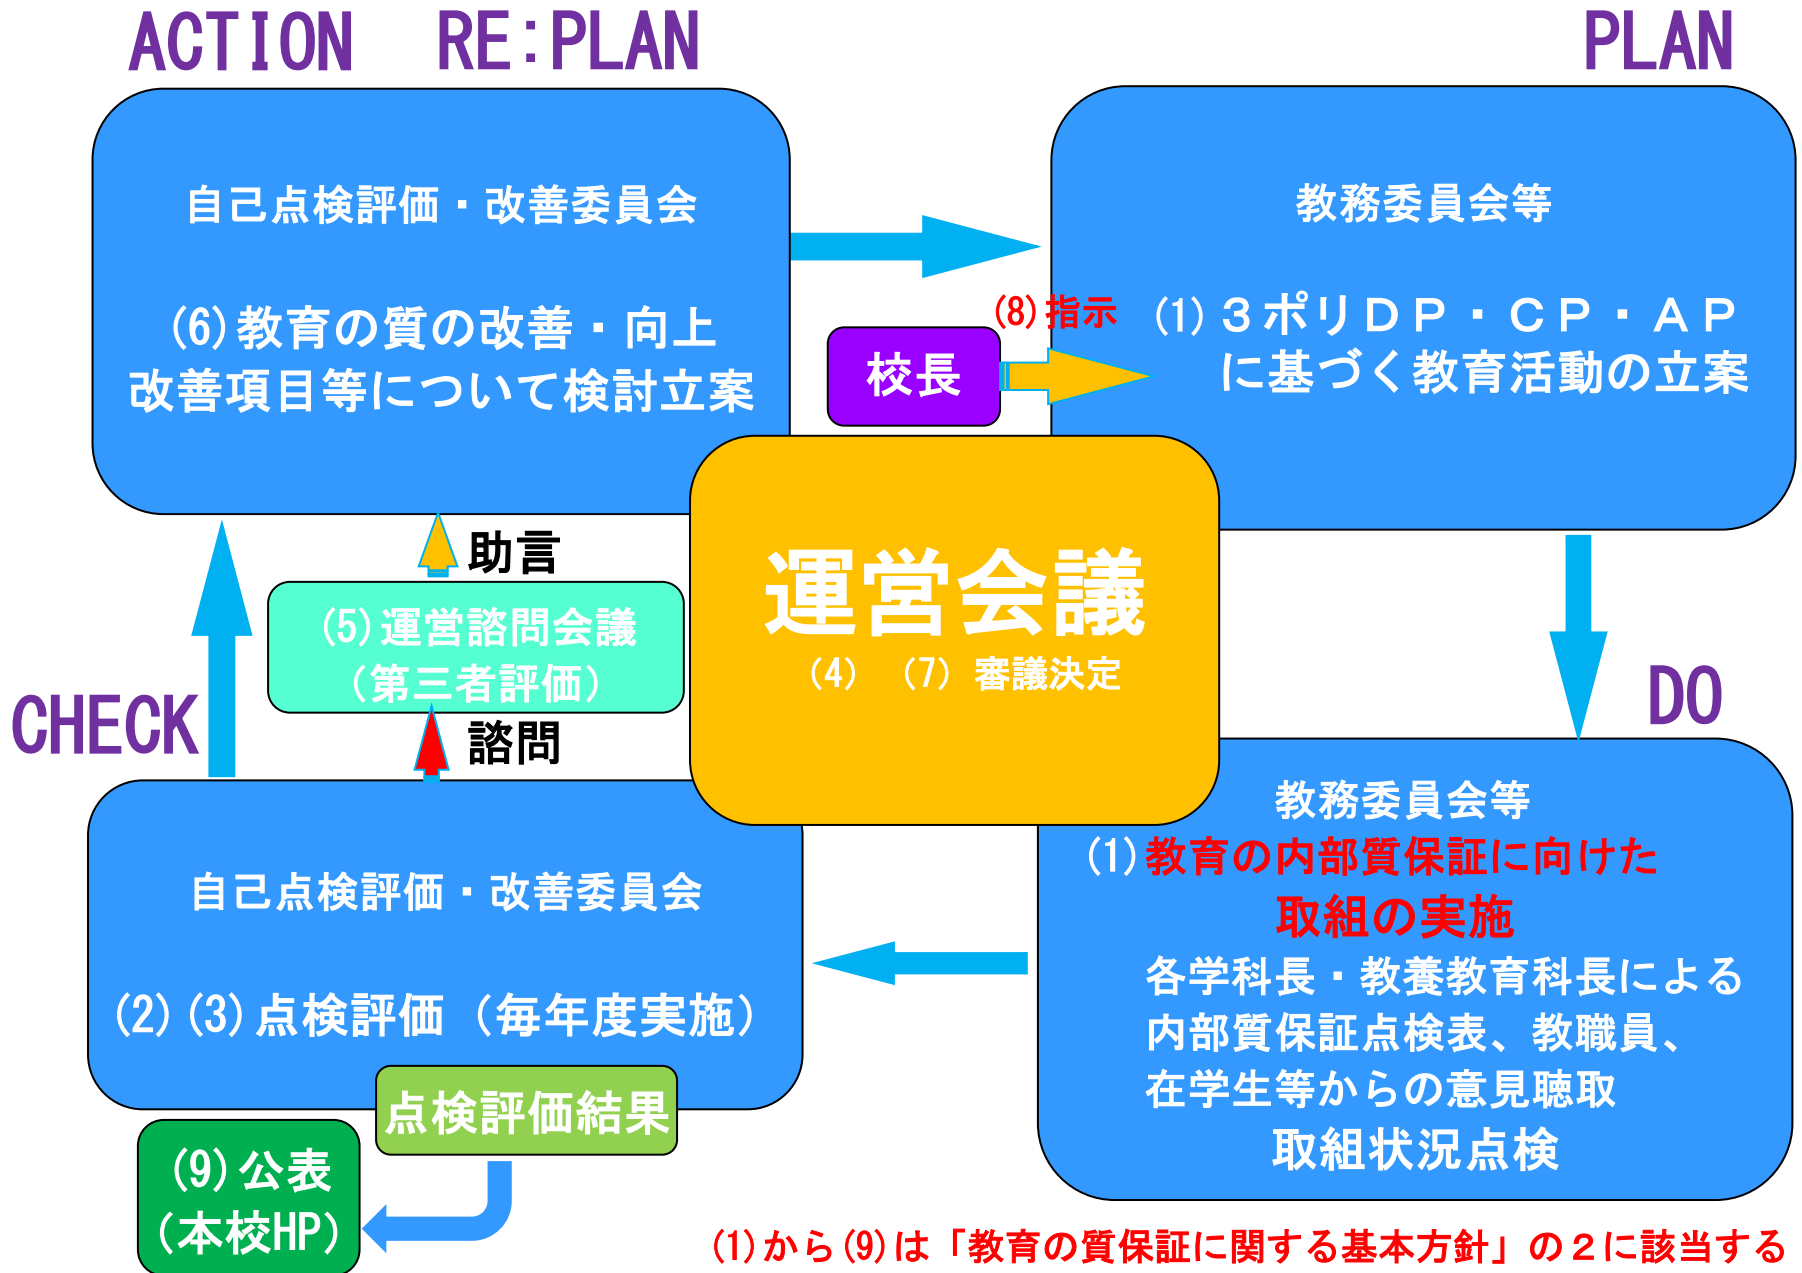 ACTION RE:PLAN
PLAN
自己点検評価・改善委員会
(6)教育の質の改善・向上
改善項目等について検討立案
教務委員会等
(1)３ポリＤＰ・ＣＰ・ＡＰ
に基づく教育活動の立案
(8)指示
校長
運営会議
(4) (7) 審議決定
助言
(5)運営諮問会議
（第三者評価）
諮問
CHECK
DO
教務委員会等
(1)教育の内部質保証に向けた
取組の実施
各学科長・教養教育科長による
内部質保証点検表、教職員、
在学生等からの意見聴取
取組状況点検
自己点検評価・改善委員会
(2)(3)点検評価（毎年度実施）
点検評価結果
(9)公表
(本校HP)
(1)から(9)は「教育の質保証に関する基本方針」の２に該当する